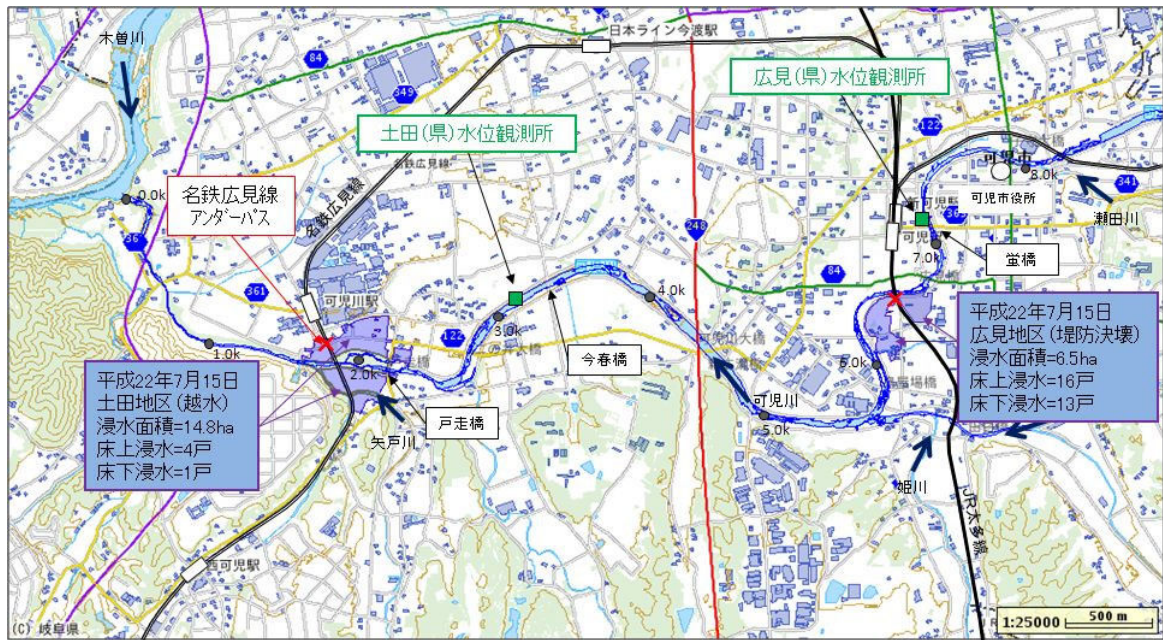 木曽川
日本ライン今渡駅
84
349
広見(県)水位観測所
122
土田(県)水位観測所
名鉄広見線
0.0k
名鉄広見線
アンダーパス
名鉄広見線
可児市
8.0k
341
可児市役所
瀬田川
248
7.0k
蛍橋
84
361
可児川駅
4.0k
3.0k
122
1.0k
2.0k
今春橋
6.0k
平成22年7月15日
広見地区(堤防決壊)
浸水面積=6.5ha
床上浸水=16戸
床下浸水=13戸
平成22年7月15日
土田地区(越水)
浸水面積=14.8ha
床上浸水=4戸
床下浸水=1戸
戸走橋
矢戸川
可児川
5.0k
姫川
JR太多線
西可児駅
(C) 岐阜県
1:25000
500 m